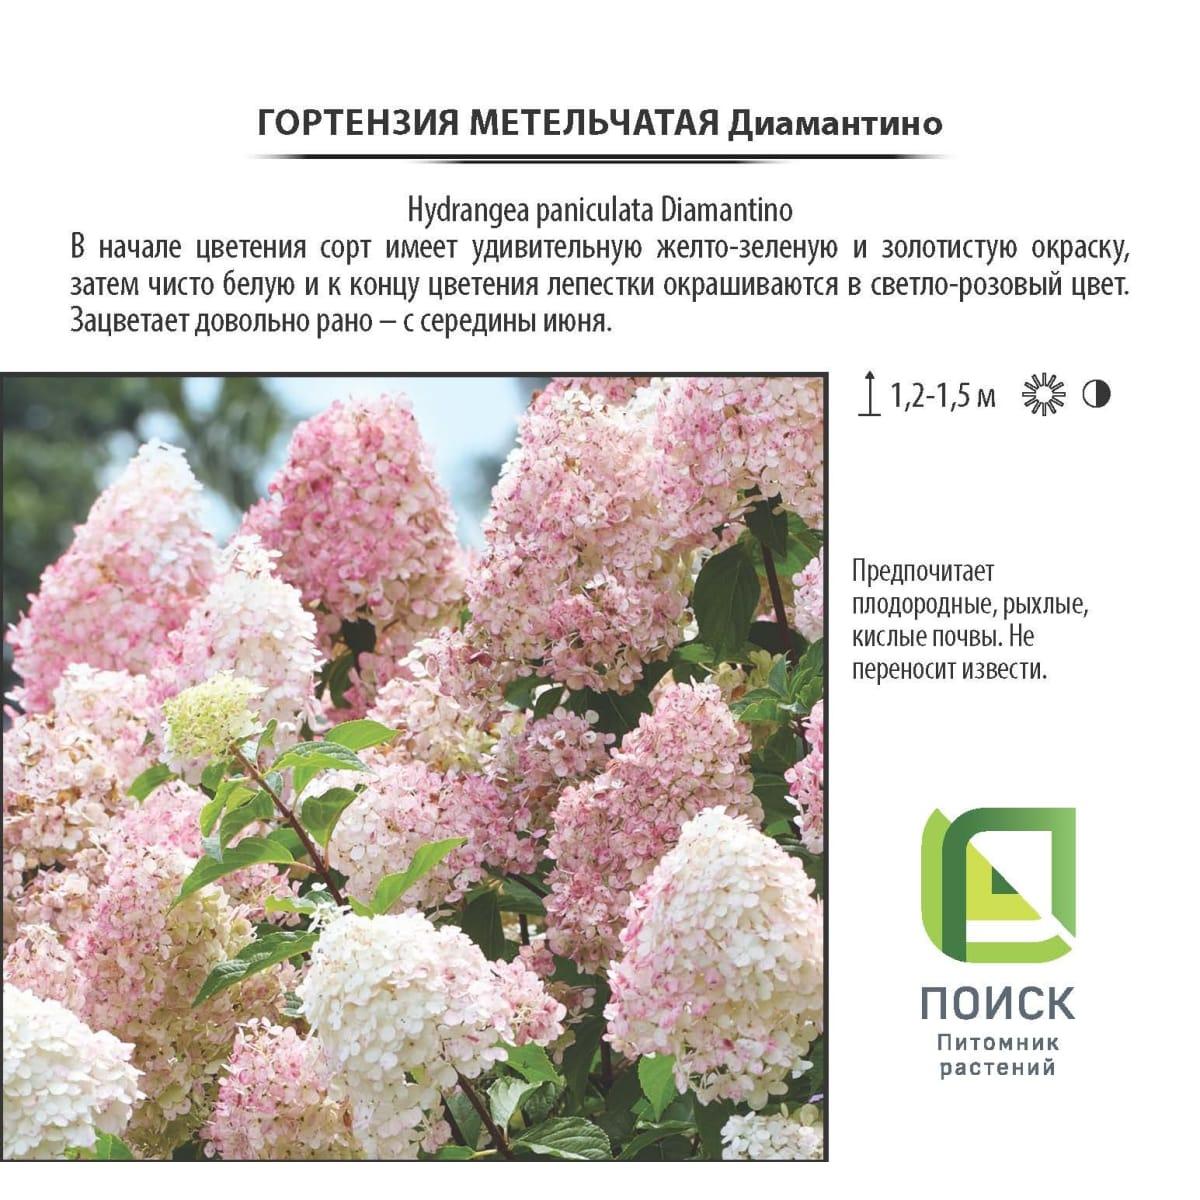 ГОРТЕНЗИЯ МЕТЕЛЬЧАТАЯ Диамантино
Hydrangea paniculata Diamantino
В начале цветения сорт имеет удивительную желто-зеленую и золотистую окраску,
затем чисто белую и к концу цветения лепестки окрашиваются в светло-розовый цвет.
Зацветает довольно рано – с середины июня.
1,2-1,5 м
Предпочитает
плодородные, рыхлые,
кислые почвы. Не
переносит извести.
ПОИСК
Питомник
растений